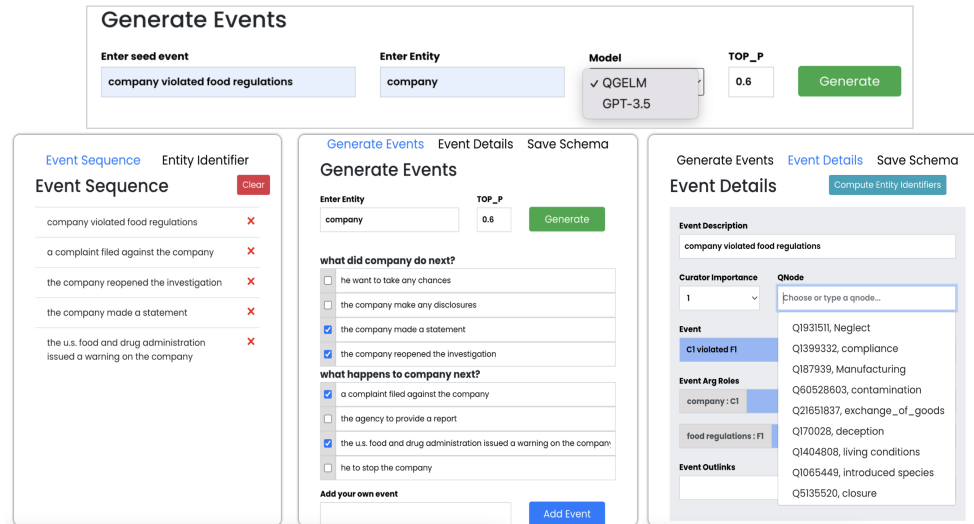 Generate Events
Enter seed event Enter Entity Model TOP_P
company violated food regulations company ✓ QGELM 0.6 Generate
GPT-3.5
Event Sequence Entity Identifier
Event Sequence Clear
company violated food regulations ✕
a complaint filed against the company ✕
the company reopened the investigation ✕
the company made a statement ✕
the u.s. food and drug administration ✕
issued a warning on the company
Generate Events Event Details Save Schema
Generate Events
Enter Entity TOP_P
company 0.6 Generate
what did company do next?
he want to take any chances
the company make any disclosures
the company made a statement
the company reopened the investigation
what happens to company next?
a complaint filed against the company
the agency to provide a report
the u.s. food and drug administration issued a warning on the company
he to stop the company
Add your own event
Add Event
Generate Events Event Details Save Schema
Event Details Compute Entity Identifiers
Event Description
company violated food regulations
Curator Importance QNode
1 Choose or type a qnode...
Q1931511, Neglect
Q1399332, compliance
Q187939, Manufacturing
Q60528603, contamination
Q21651837, exchange_of_goods
Q170028, deception
Q1404808, living conditions
Q1065449, introduced species
Q5135520, closure
Event
C1 violated F1
Event Arg Roles
company : C1
food regulations : F1
Event Outlinks